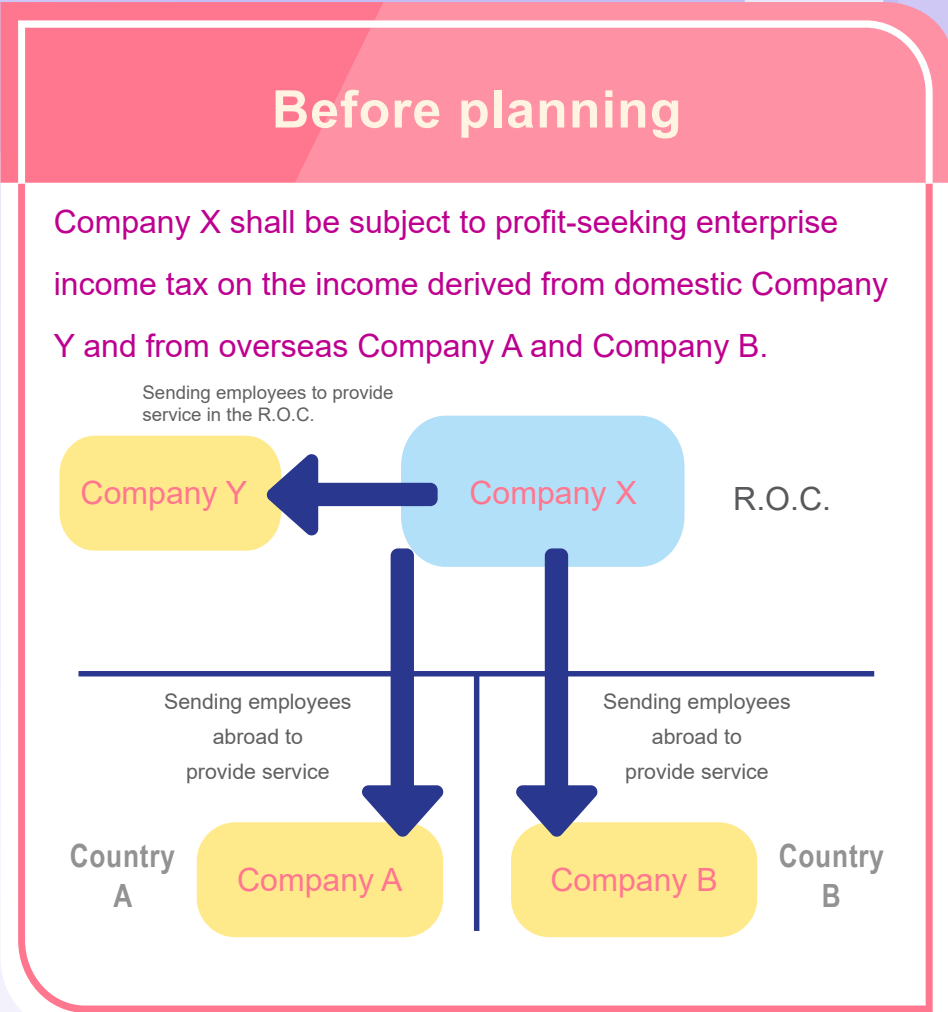 Before planning
Company X shall be subject to profit-seeking enterprise
income tax on the income derived from domestic Company
Y and from overseas Company A and Company B.
Sending employees to provide
service in the R.O.C.
Company Y
Company X
R.O.C.
Sending employees
abroad to
provide service
Sending employees
abroad to
provide service
Country
A
Company A
Company B
Country
B